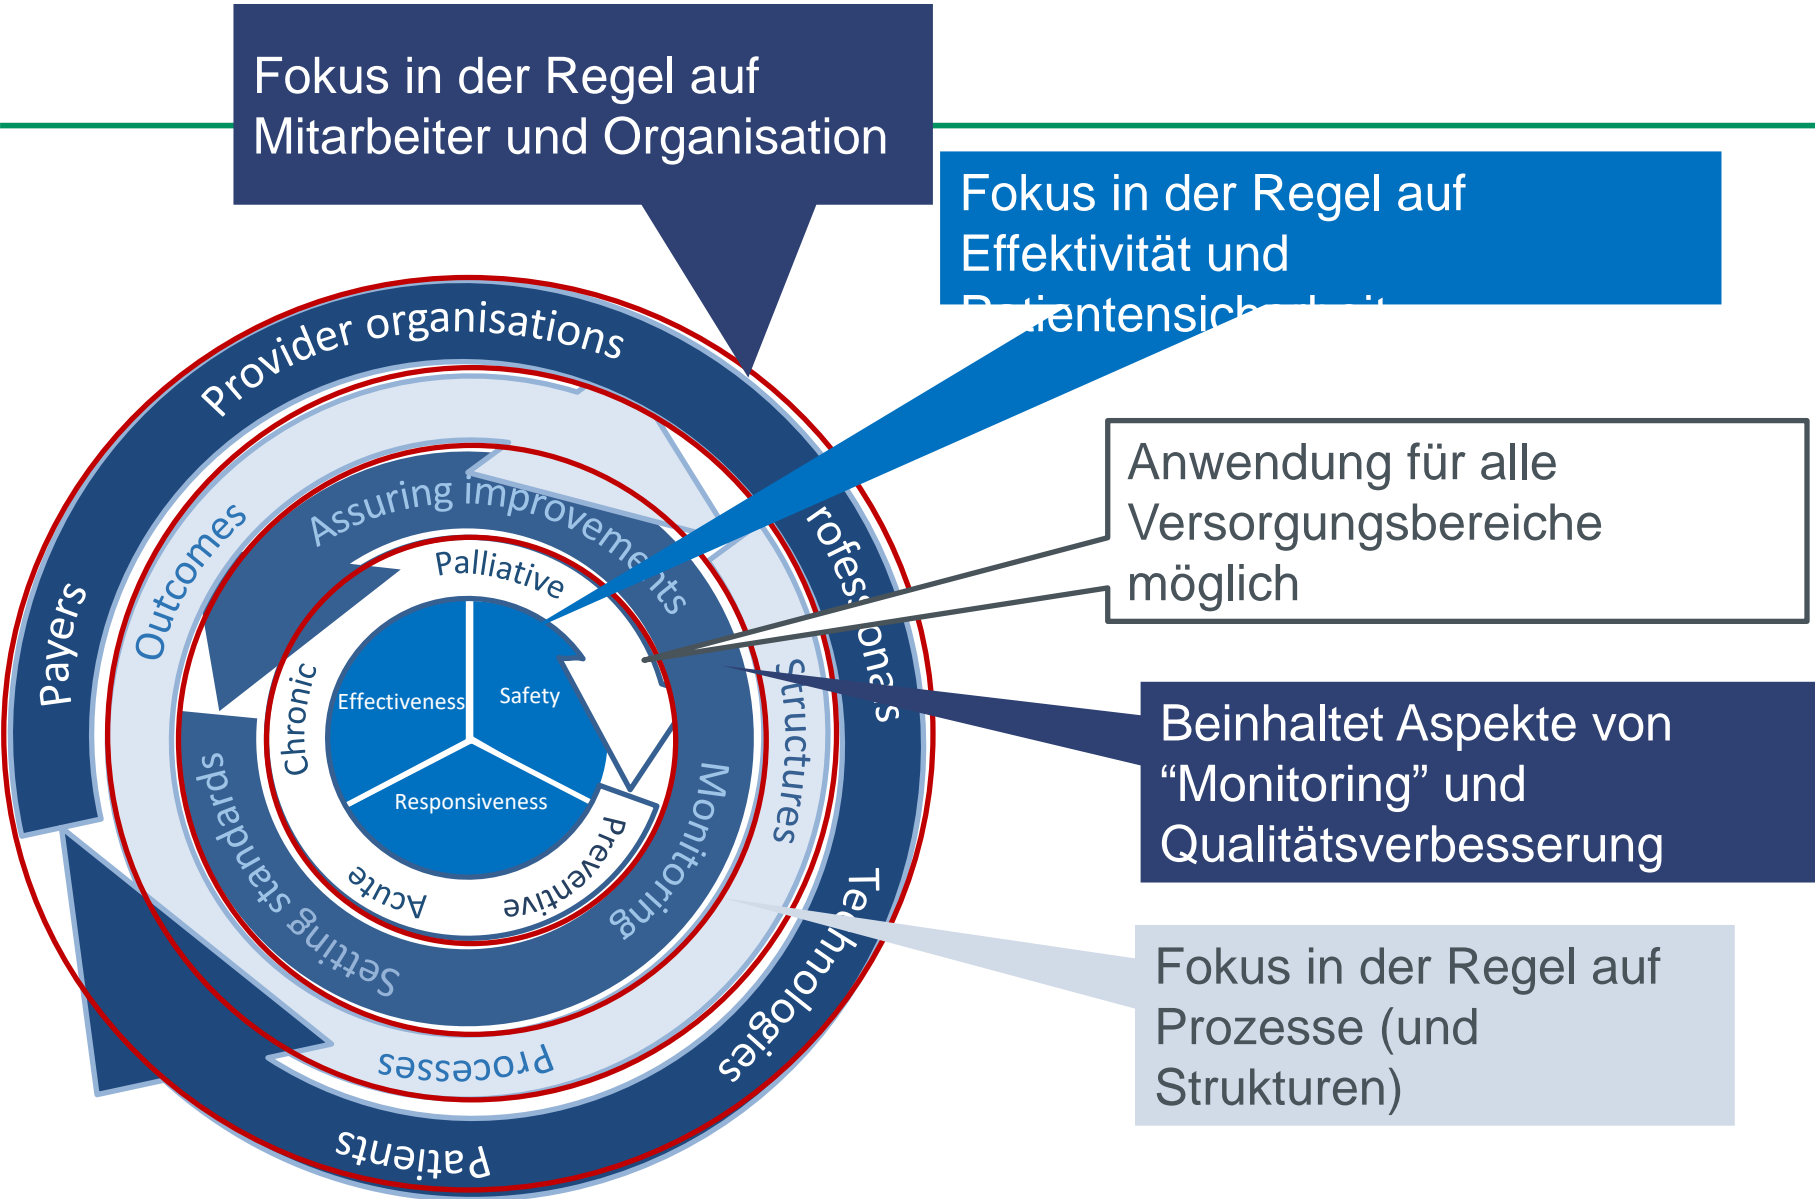 Fokus in der Regel auf
Mitarbeiter und Organisation
Fokus in der Regel auf
Effektivität und
Patientensicherheit
Anwendung für alle
Versorgungsbereiche
möglich
Beinhaltet Aspekte von
“Monitoring” und
Qualitätsverbesserung
Fokus in der Regel auf
Prozesse (und
Strukturen)
Provider organisations
Professionals
Technologies
Patients
Payers
Outcomes
Structures
Processes
Assuring improvements
Monitoring
Setting standards
Palliative
Preventive
Acute
Chronic
Effectiveness
Safety
Responsiveness